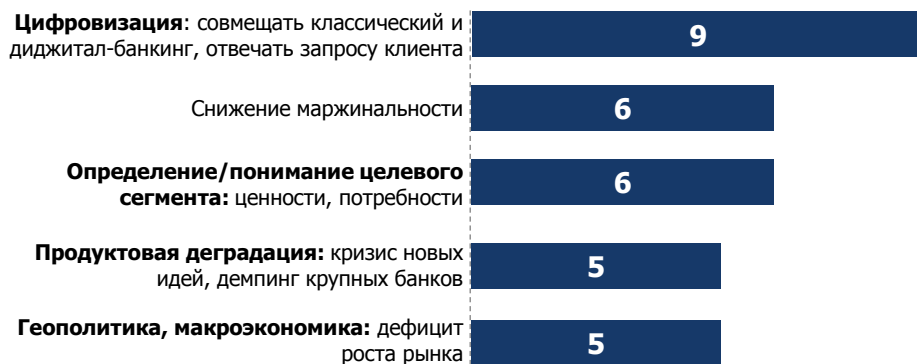 Цифровизация: совмещать классический и
диджитал-банкинг, отвечать запросу клиента
9
Снижение маржинальности
6
Определение/понимание целевого
сегмента: ценности, потребности
6
Продуктовая деградация: кризис новых
идей, демпинг крупных банков
5
Геополитика, макроэкономика: дефицит
роста рынка
5